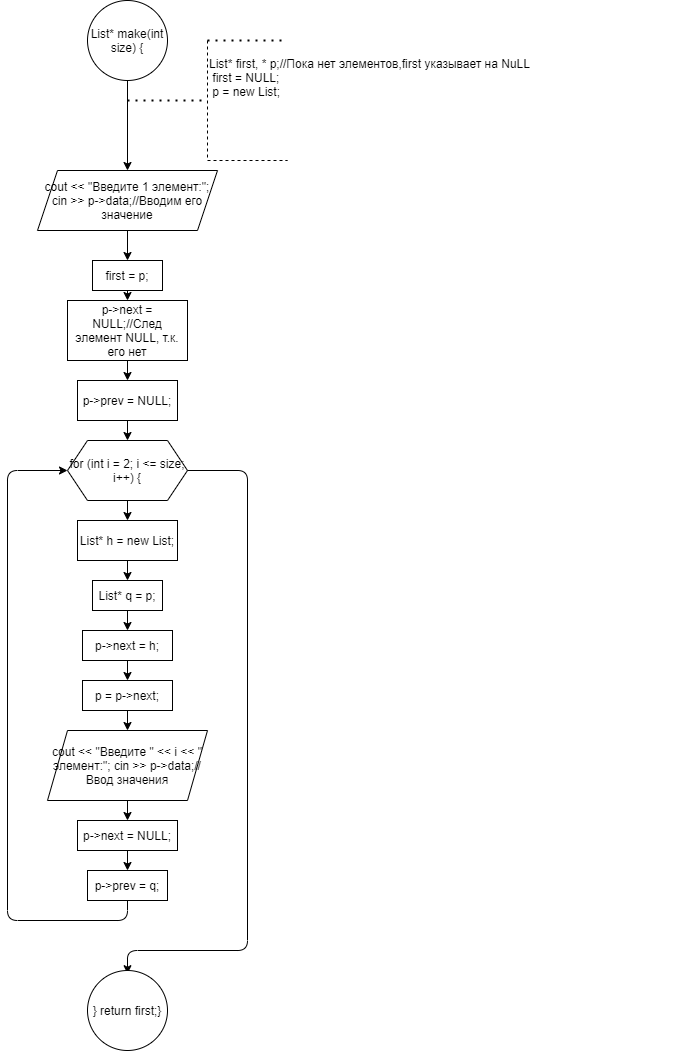 List* make(int
size) {
List* first, * p;//Пока нет элементов,first указывает на NuLL
first = NULL;
p = new List;
cout << "Введите 1 элемент:";
cin >> p->data;//Вводим его
значение
first = p;
p->next =
NULL;//След
элемент NULL, т.к.
его нет
p->prev = NULL;
for (int i = 2; i <= size;
i++) {
List* h = new List;
List* q = p;
p->next = h;
p = p->next;
cout << "Введите " << i << "
элемент:"; cin >> p->data;//
Ввод значения
p->next = NULL;
p->prev = q;
} return first;}